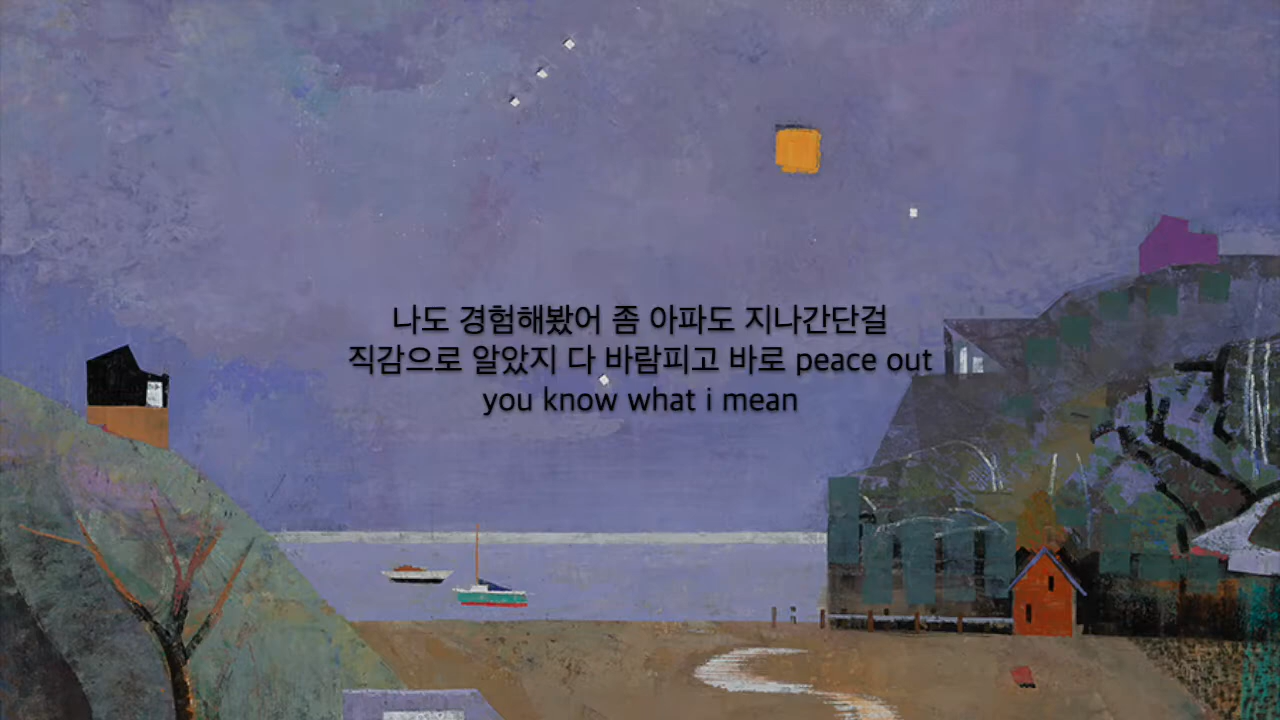 나도 경험해봤어 좀 아파도 지나간단걸
직감으로 알았지 다 바람피고 바로 peace out
you know what i mean